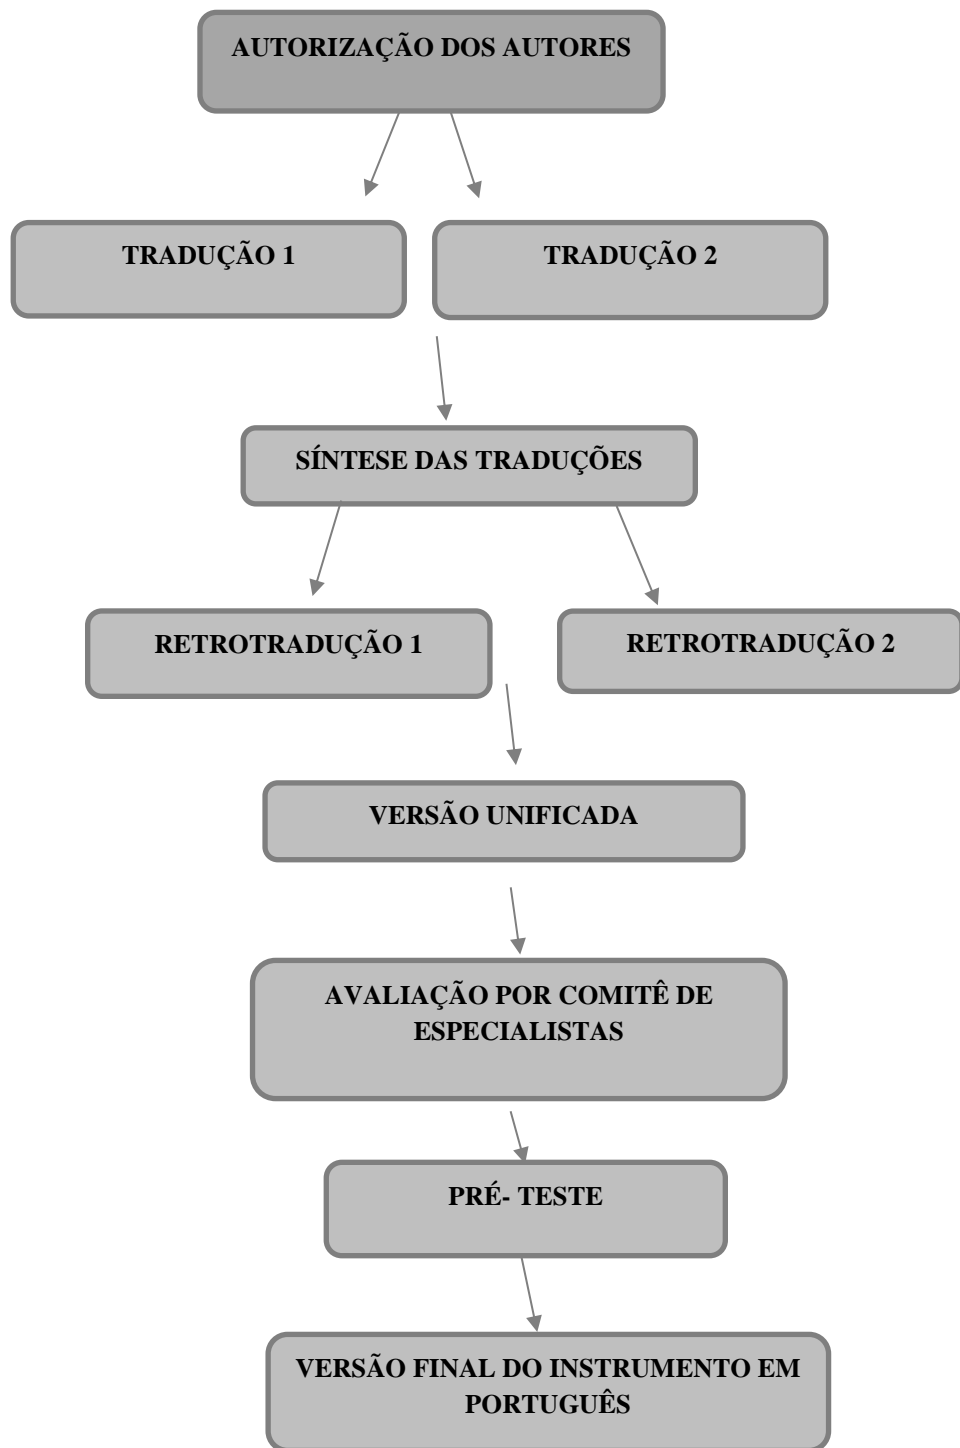 AUTORIZAÇÃO DOS AUTORES
TRADUÇÃO 1
TRADUÇÃO 2
SÍNTESE DAS TRADUÇÕES
RETROTRADUÇÃO 1
RETROTRADUÇÃO 2
VERSÃO UNIFICADA
AVALIAÇÃO POR COMITÊ DE
ESPECIALISTAS
PRÉ- TESTE
VERSÃO FINAL DO INSTRUMENTO EM
PORTUGUÊS